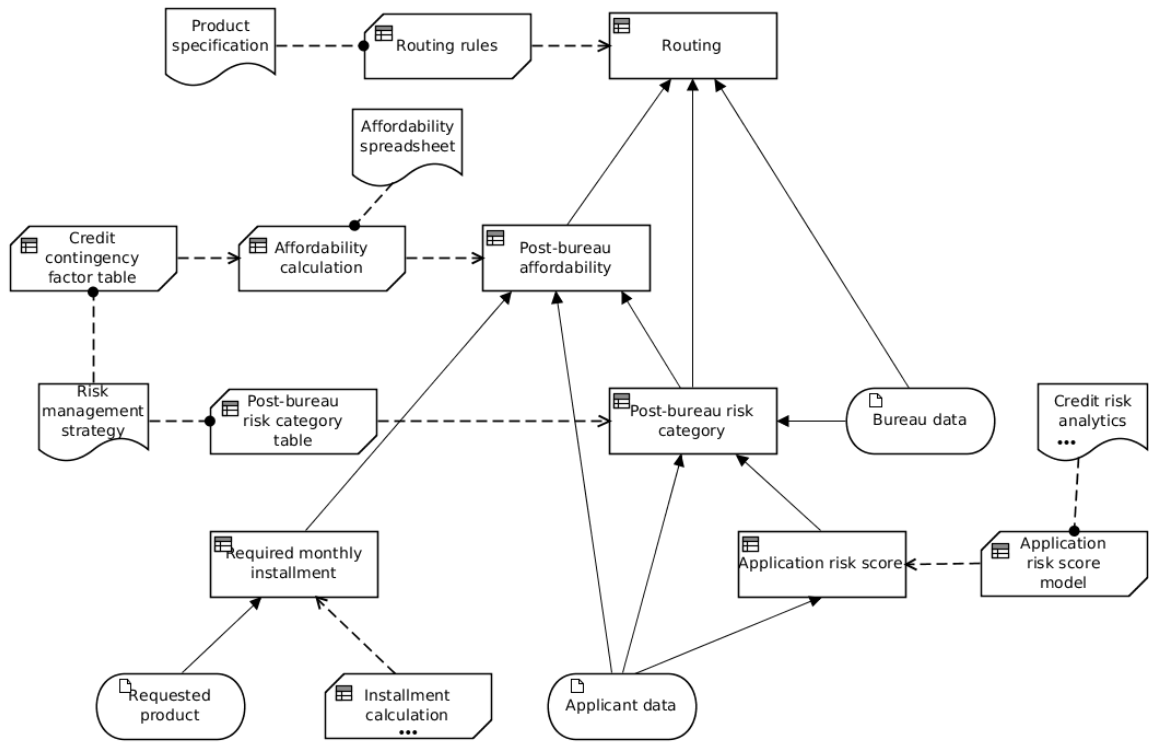 Product
specification
Routing rules
Routing
Affordability
spreadsheet
Credit
contingency
factor table
Affordability
calculation
Post-bureau
affordability
Risk
management
strategy
Post-bureau
risk category
table
Post-bureau risk
category
Bureau data
Credit risk
analytics
•••
Required monthly
installment
Application risk score
Application
risk score
model
Requested
product
Installment
calculation
•••
Applicant data